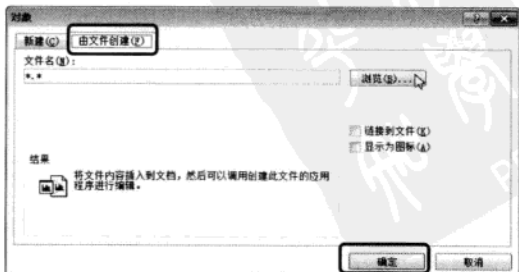 对象
新建(C) 由文件创建(F)
文件名(N):
*.* 浏览(B)...
链接到文件(K)
显示为图标(A)
结果
将文件内容插入到文档，然后可以调用创建此文件的应用
程序进行编辑。
确定 取消